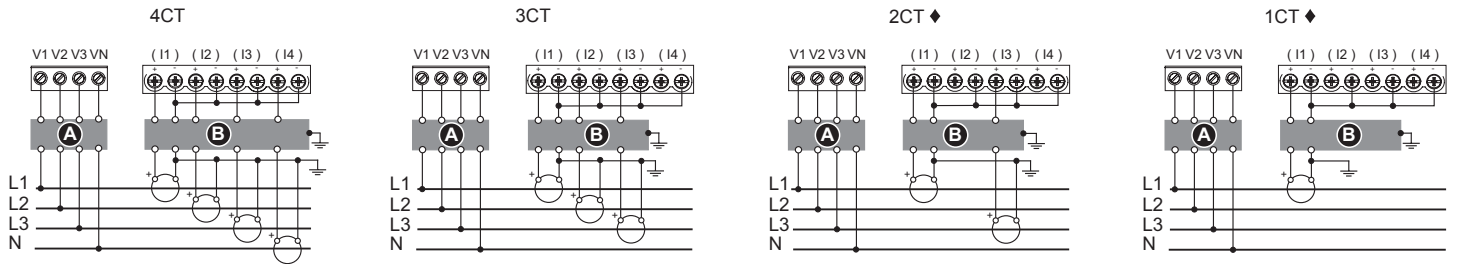 4CT
V1 V2 V3 VN
( I1 ) ( I2 ) ( I3 ) ( I4 )
+ - + - + - + -
A
B
+
+
+
+
L1
L2
L3
N
3CT
V1 V2 V3 VN
( I1 ) ( I2 ) ( I3 ) ( I4 )
+ - + - + - + -
A
B
+
+
+
L1
L2
L3
N
2CT ♦
V1 V2 V3 VN
( I1 ) ( I2 ) ( I3 ) ( I4 )
+ - + - + - + -
A
B
+
+
L1
L2
L3
N
1CT ♦
V1 V2 V3 VN
( I1 ) ( I2 ) ( I3 ) ( I4 )
+ - + - + - + -
A
B
+
L1
L2
L3
N